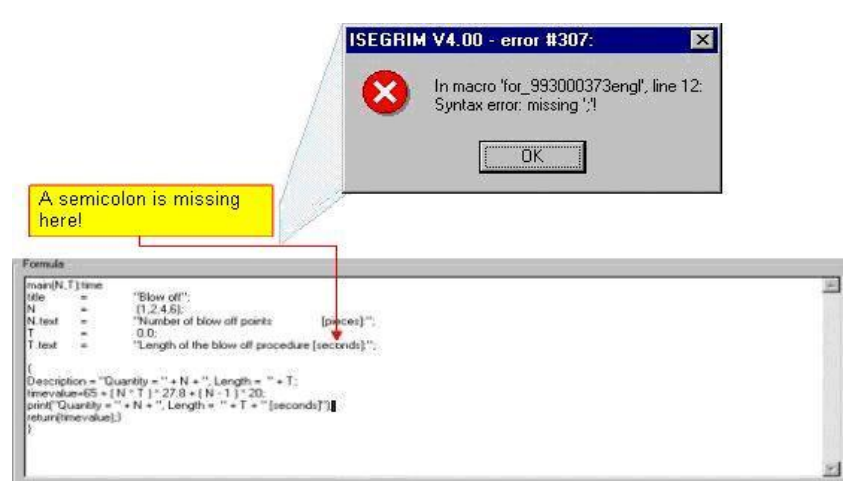 ISEGRIM V4.00 - error #307:
In macro 'for_993000373engl', line 12:
Syntax error: missing ';'!
OK
A semicolon is missing
here!
Formula
main(N,T):time
title = "Blow off";
N = {1,2,4,6};
N.text = "Number of blow off points [pieces]:";
T = 0.0;
T.text = "Length of the blow off procedure [seconds]:";
{
Description = "Quantity = " + N + ", Length = " + T;
timevalue=65 + ( N * T ) * 27.8 + ( N - 1 ) * 20;
print("Quantity = " + N + ", Length = " + T + " [seconds]")
return(timevalue);}
}